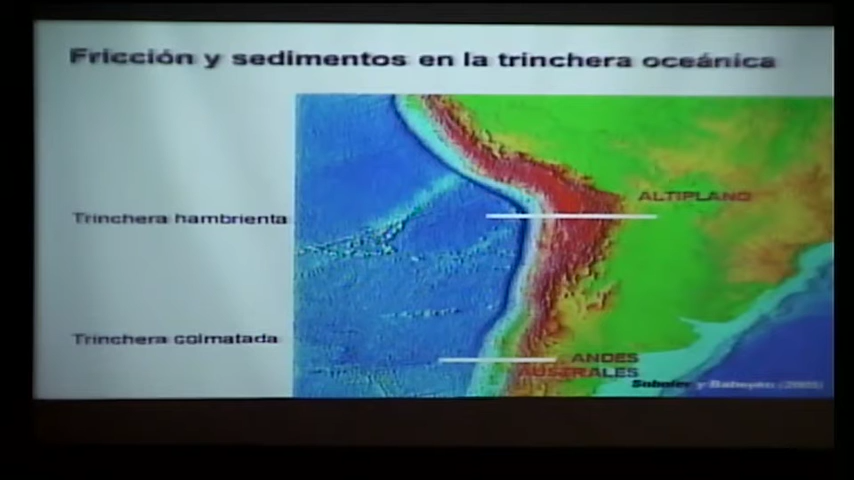 Fricción y sedimentos en la trinchera oceánica
ALTIPLANO
Trinchera hambrienta
Trinchera colmatada
ANDES
AUSTRALES
y (2005)